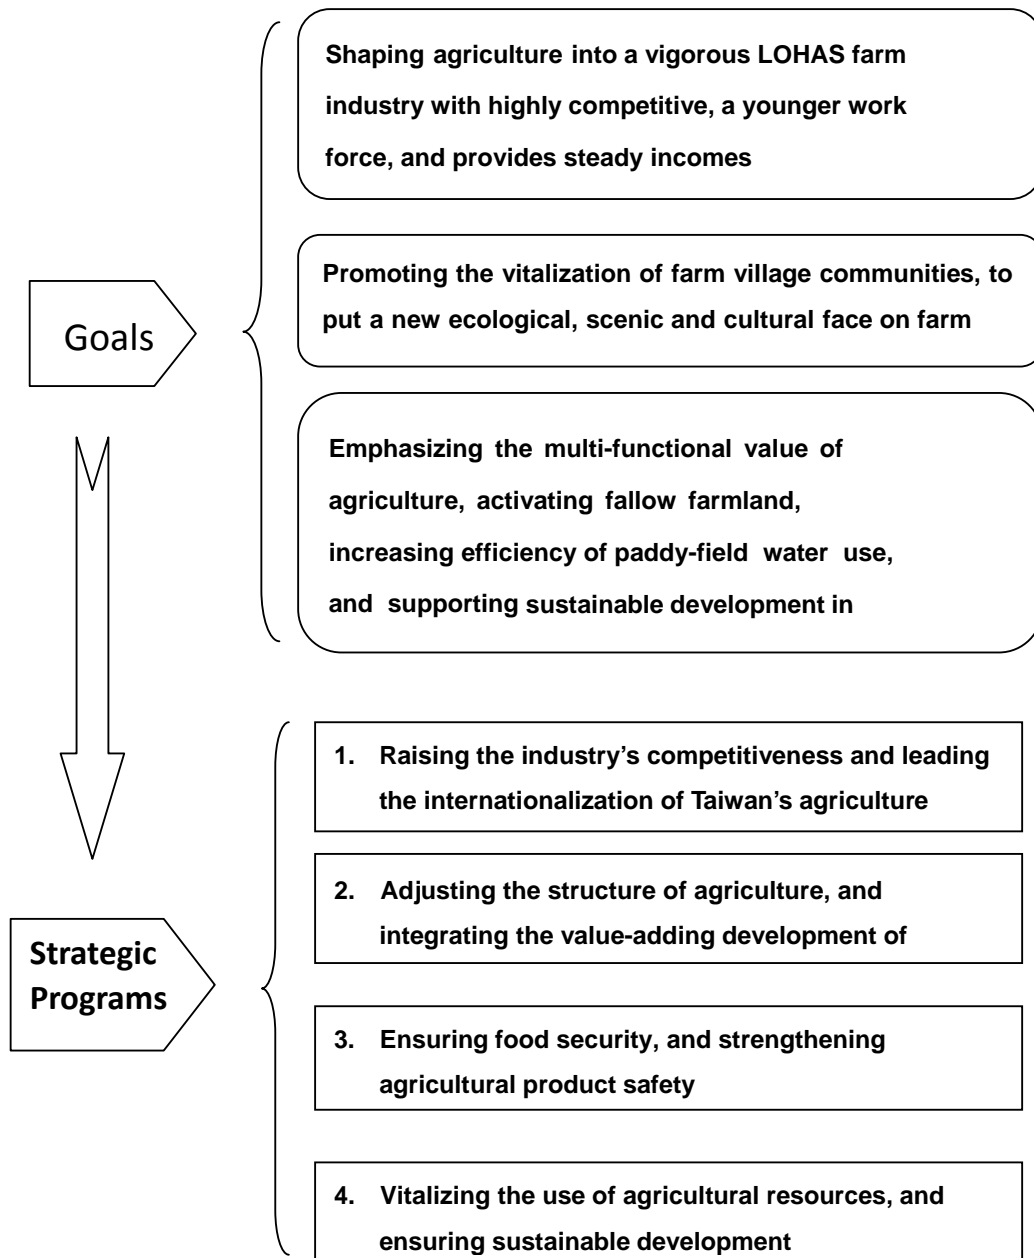 Shaping agriculture into a vigorous LOHAS farm
industry with highly competitive, a younger work
force, and provides steady incomes
Goals
Promoting the vitalization of farm village communities, to
put a new ecological, scenic and cultural face on farm
Emphasizing the multi-functional value of
agriculture, activating fallow farmland,
increasing efficiency of paddy-field water use,
and supporting sustainable development in
Strategic
Programs
1. Raising the industry’s competitiveness and leading
the internationalization of Taiwan’s agriculture
2. Adjusting the structure of agriculture, and
integrating the value-adding development of
3. Ensuring food security, and strengthening
agricultural product safety
4. Vitalizing the use of agricultural resources, and
ensuring sustainable development